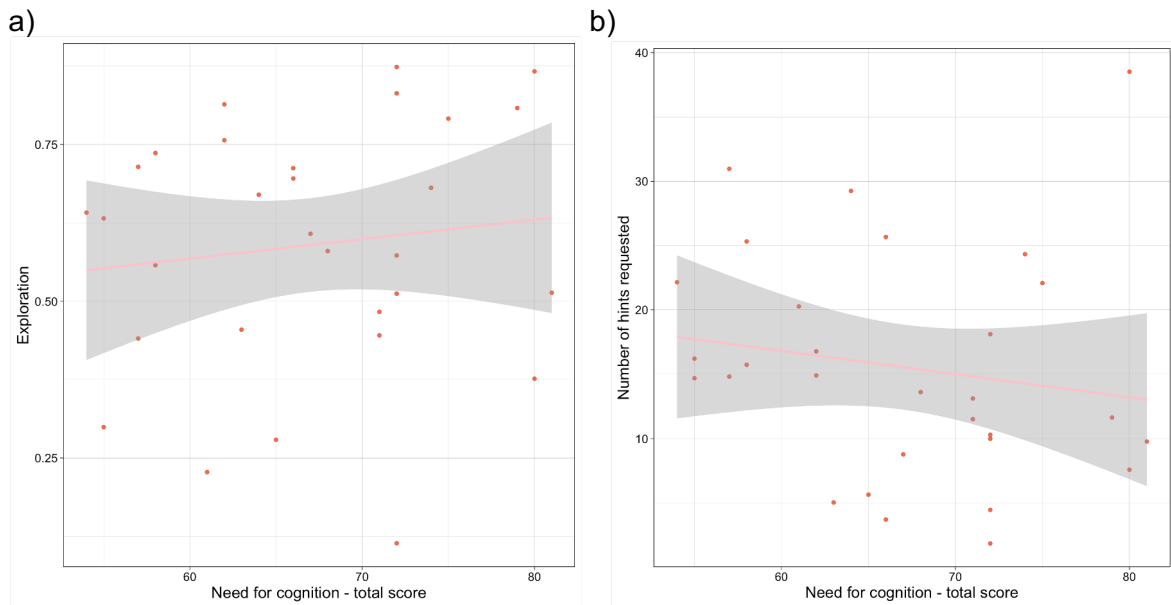 a)
0.75
0.50
0.25
Exploration
60 70 80
Need for cognition - total score
b)
40
30
20
10
Number of hints requested
60 70 80
Need for cognition - total score